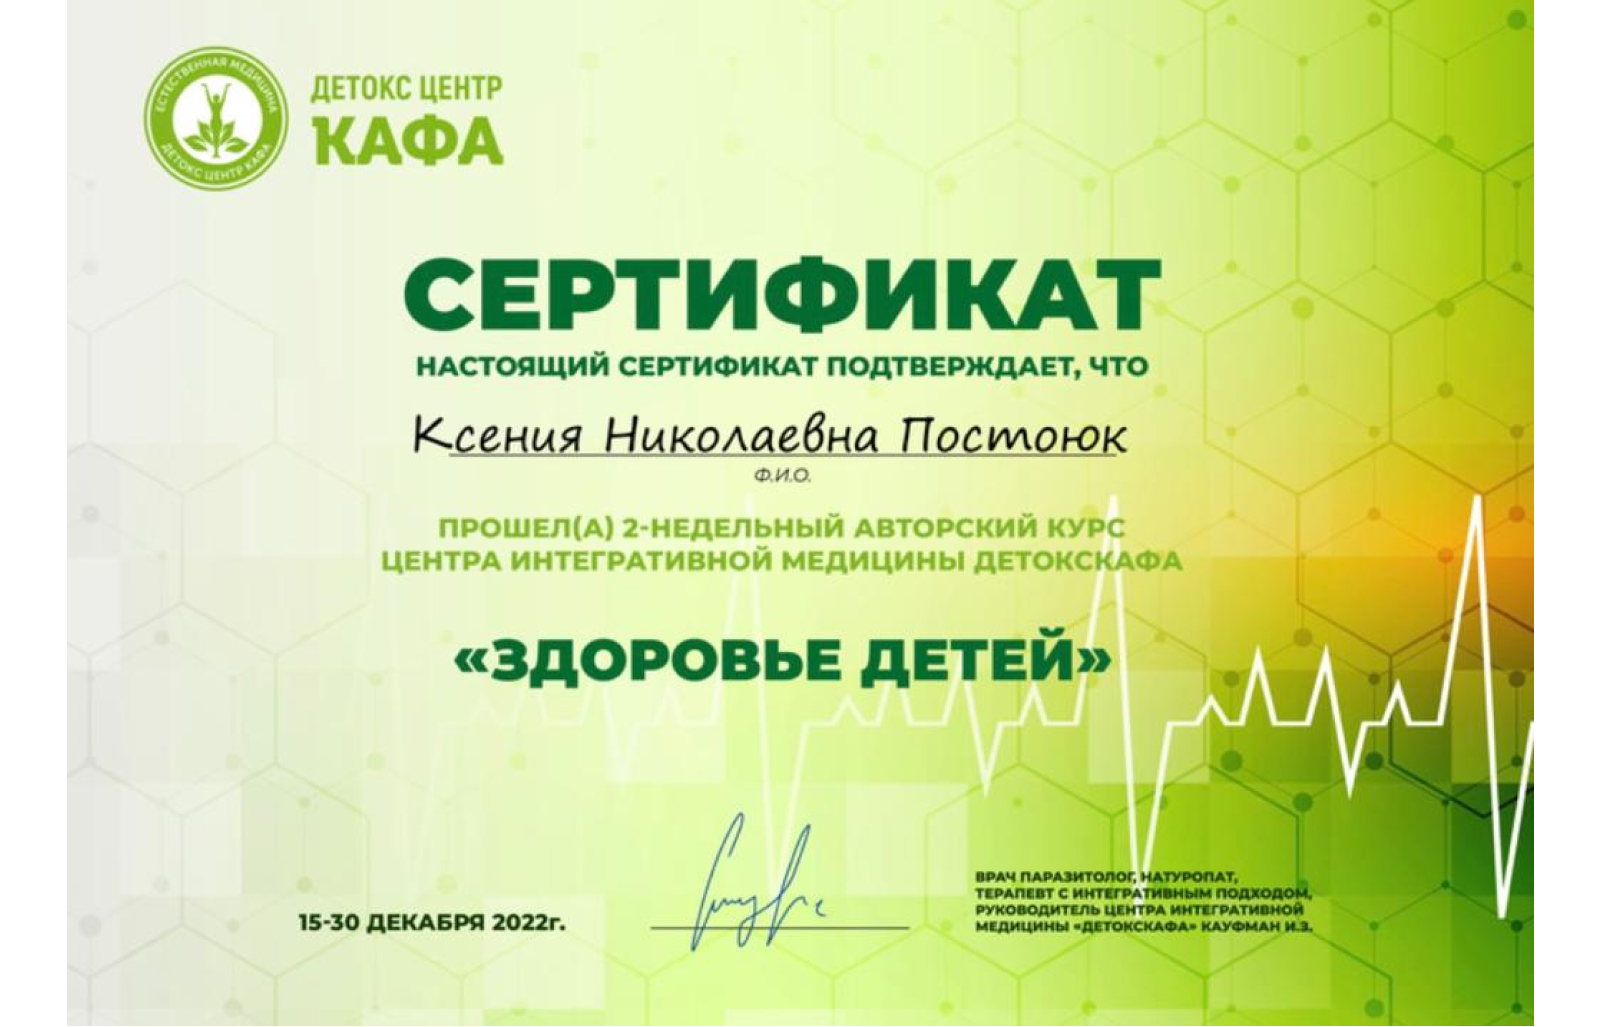 ЕСТЕСТВЕННАЯ МЕДИЦИНА
ДЕТОКС ЦЕНТР КАФА
ДЕТОКС ЦЕНТР
КАФА
СЕРТИФИКАТ
НАСТОЯЩИЙ СЕРТИФИКАТ ПОДТВЕРЖДАЕТ, ЧТО
Ксения Николаевна Постоюк
Ф.И.О.
ПРОШЕЛ(А) 2-НЕДЕЛЬНЫЙ АВТОРСКИЙ КУРС
ЦЕНТРА ИНТЕГРАТИВНОЙ МЕДИЦИНЫ ДЕТОКСКАФА
«ЗДОРОВЬЕ ДЕТЕЙ»
15-30 ДЕКАБРЯ 2022г.
ВРАЧ ПАРАЗИТОЛОГ, НАТУРОПАТ,
ТЕРАПЕВТ С ИНТЕГРАТИВНЫМ ПОДХОДОМ,
РУКОВОДИТЕЛЬ ЦЕНТРА ИНТЕГРАТИВНОЙ
МЕДИЦИНЫ «ДЕТОКСКАФА» КАУФМАН И.З.